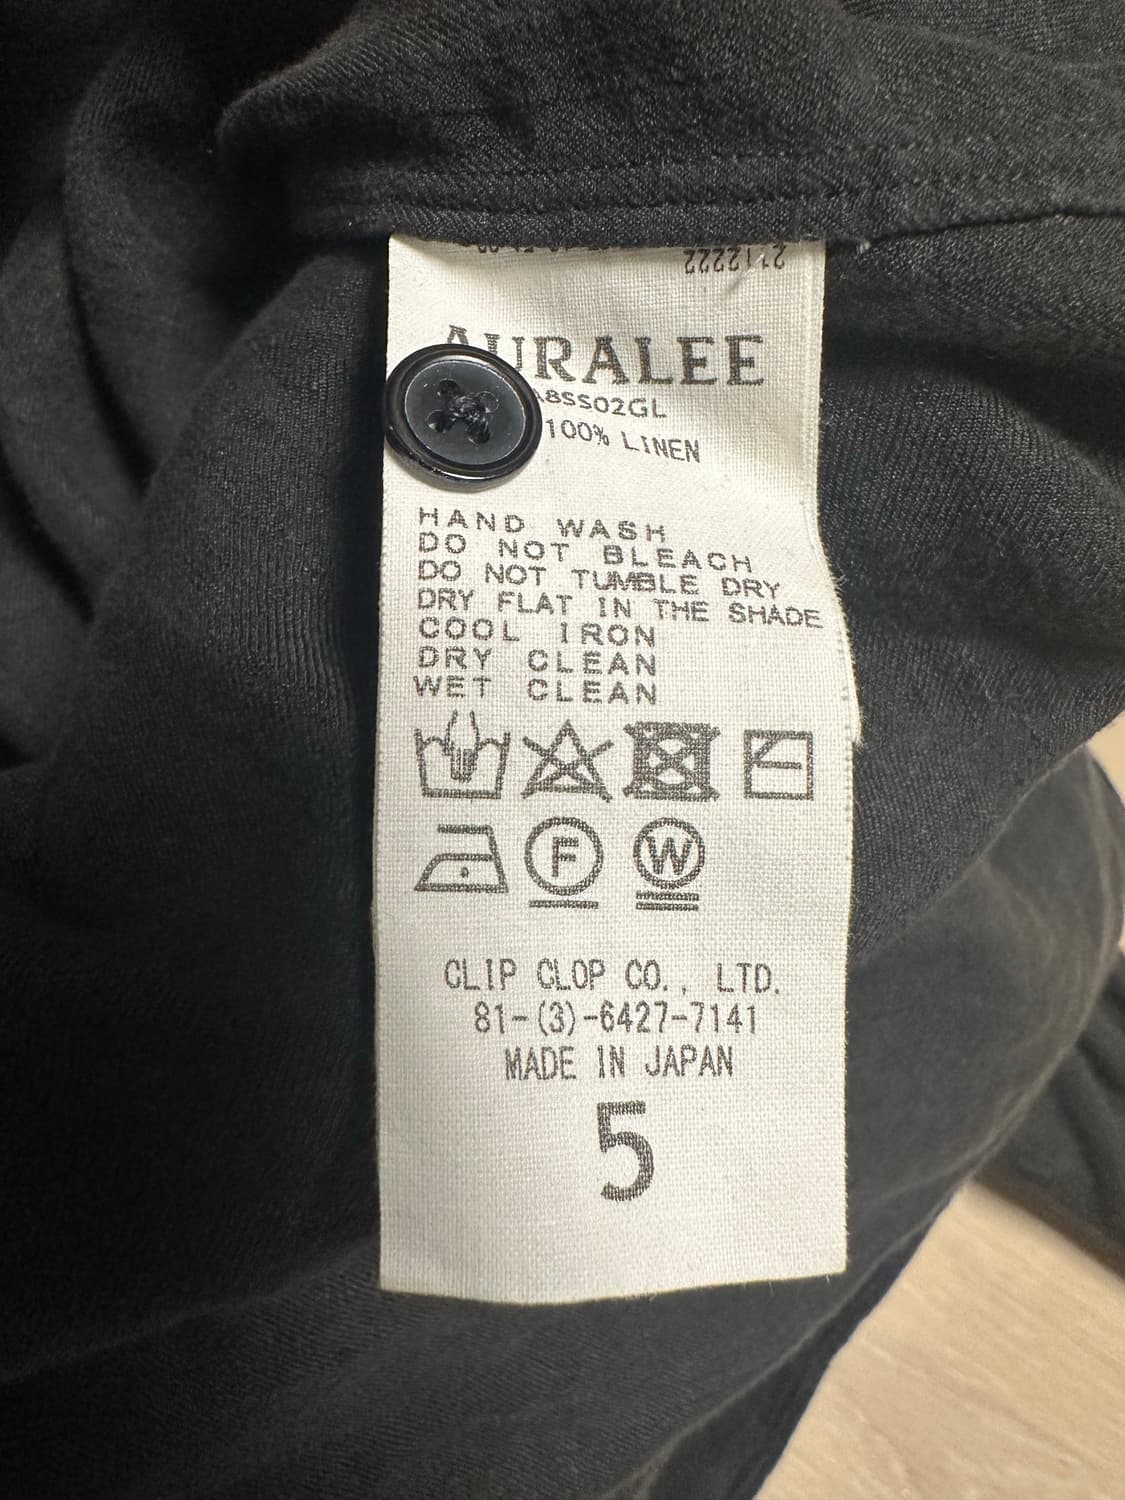 2112222
AURALEE
A8SS02GL
100% LINEN
HAND WASH
DO NOT BLEACH
DO NOT TUMBLE DRY
DRY FLAT IN THE SHADE
COOL IRON
DRY CLEAN
WET CLEAN
F
W
CLIP CLOP CO., LTD.
81-(3)-6427-7141
MADE IN JAPAN
5